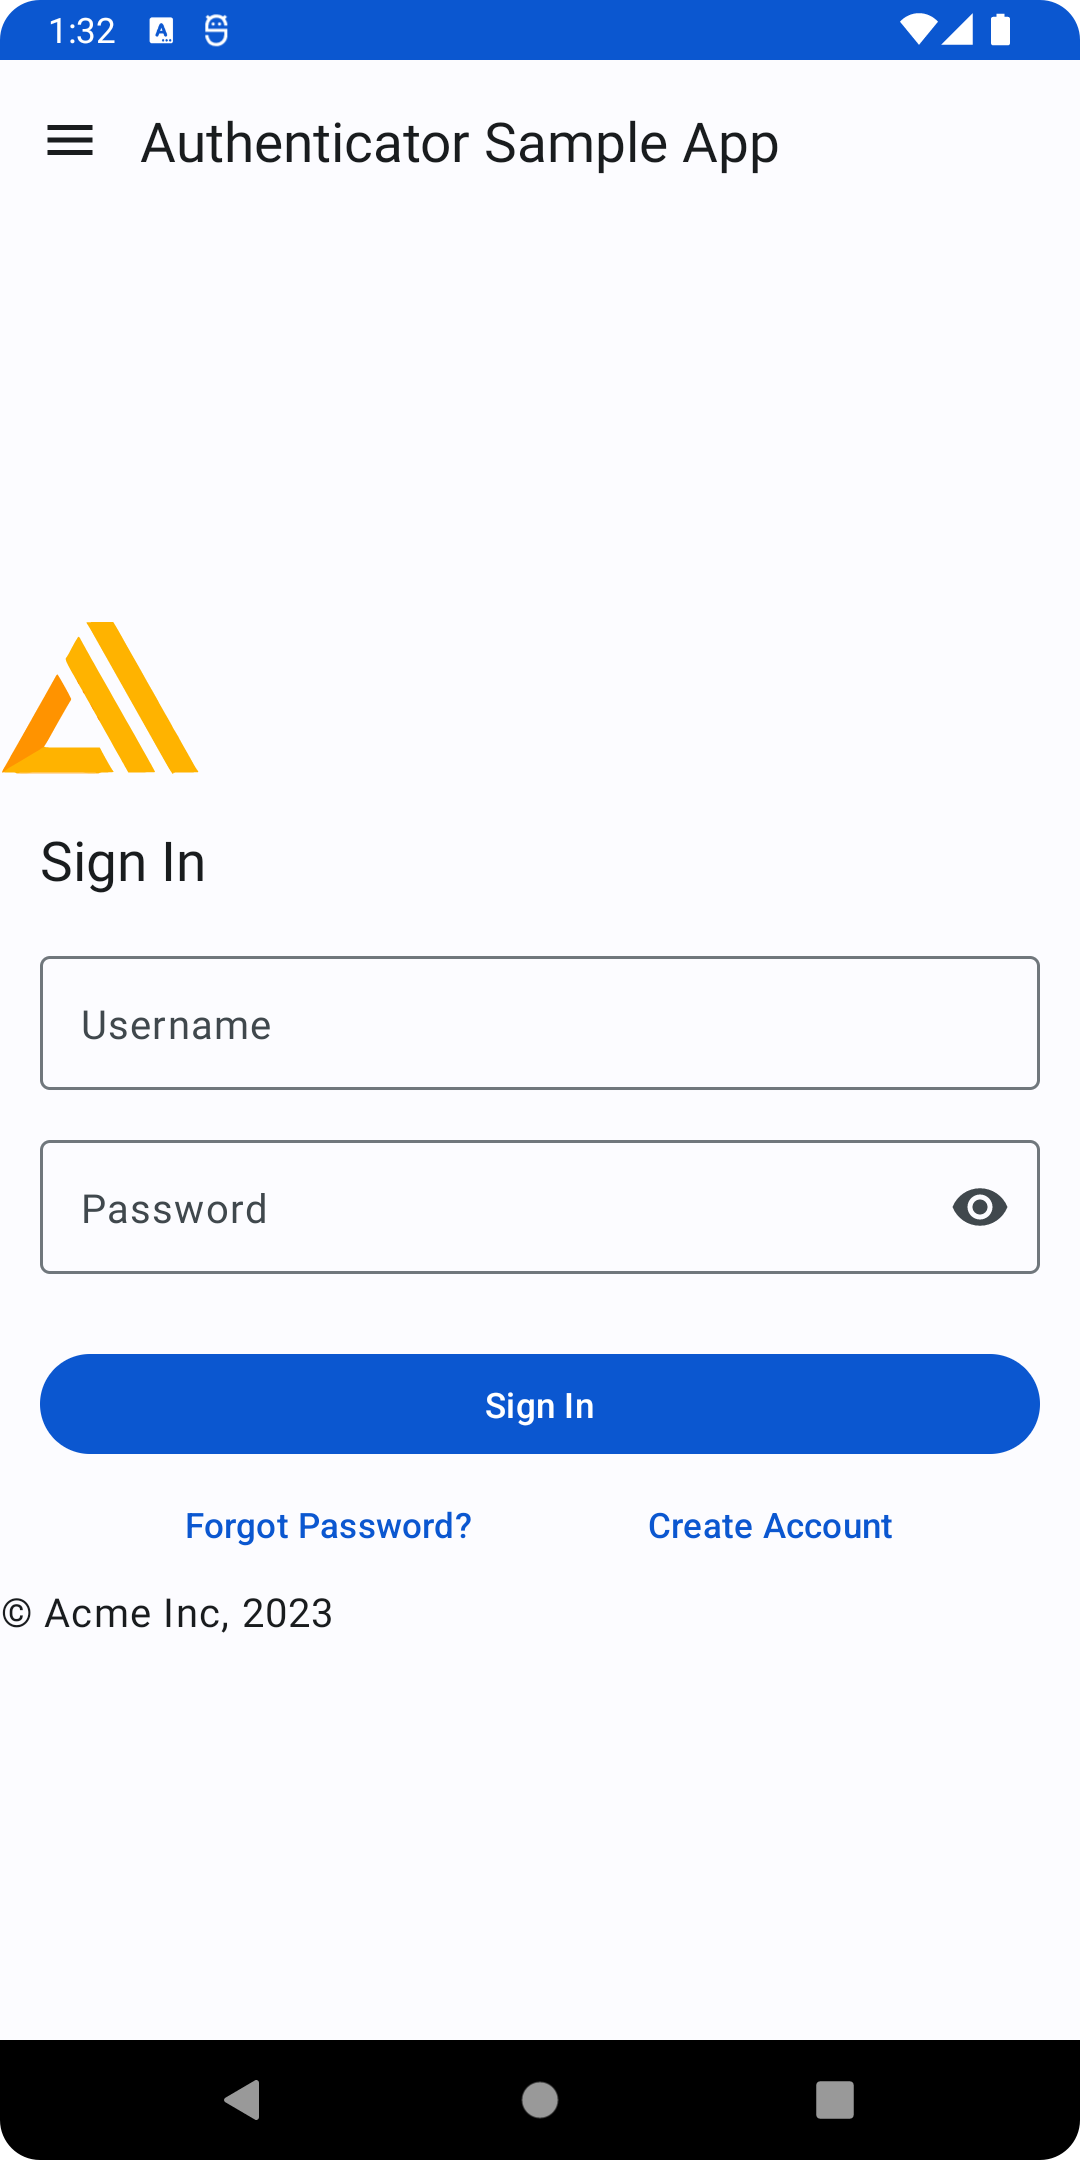 1:32
Authenticator Sample App
Sign In
Username
Password
Sign In
Forgot Password? Create Account
© Acme Inc, 2023